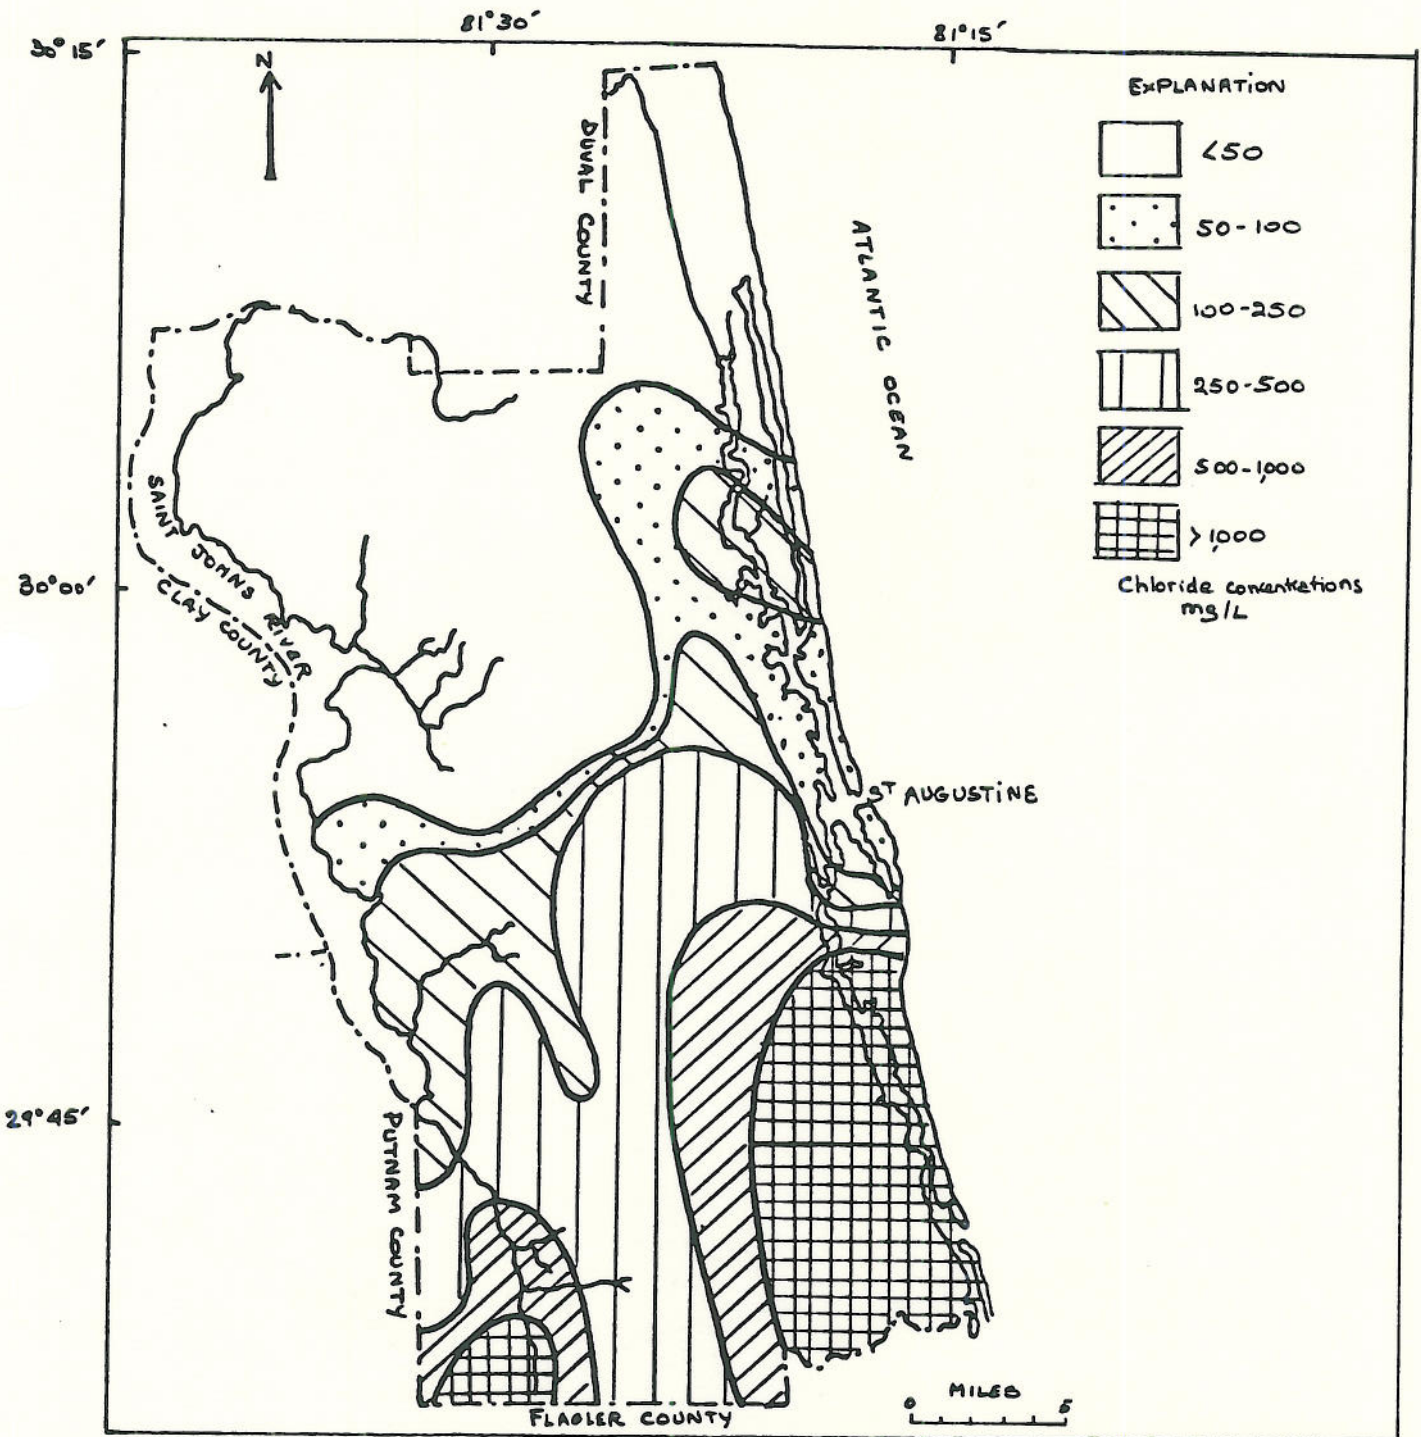 81°30′
81°15′
30°15′
N
EXPLANATION
<50
50-100
100-250
250-500
500-1,000
>1,000
Chloride concentrations
mg/L
DUVAL COUNTY
ATLANTIC OCEAN
SAINT JOHNS RIVER
CLAY COUNTY
30°00′
ST AUGUSTINE
29°45′
PUTNAM COUNTY
FLAGLER COUNTY
MILES
0 5